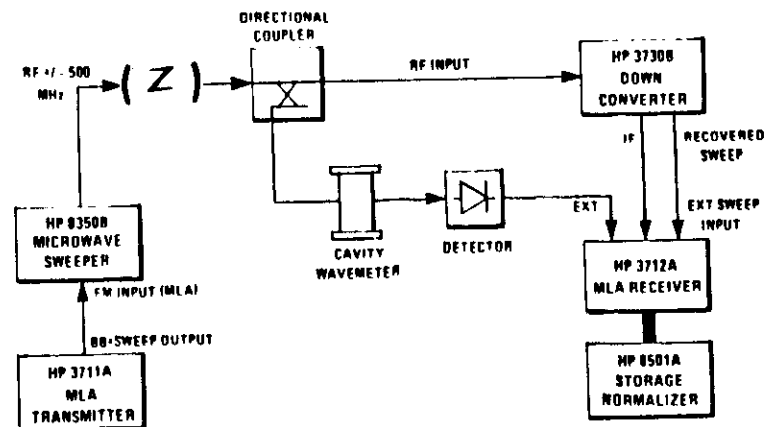 DIRECTIONAL
COUPLER
RF +/- 500
MHz
( Z )
RF INPUT
HP 3730B
DOWN
CONVERTER
IF
RECOVERED
SWEEP
HP 8350B
MICROWAVE
SWEEPER
CAVITY
WAVEMETER
DETECTOR
EXT
EXT SWEEP
INPUT
HP 3712A
MLA RECEIVER
FM INPUT (MLA)
BB+SWEEP OUTPUT
HP 3711A
MLA
TRANSMITTER
HP 8501A
STORAGE
NORMALIZER